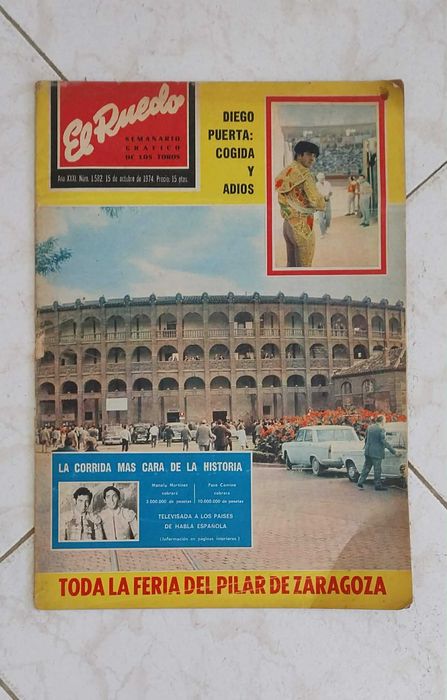 El Ruedo
SEMANARIO
GRAFICO
DE LOS TOROS
Año XXXI. Núm. 1.582. 15 de octubre de 1974. Precio: 15 ptas.
DIEGO
PUERTA:
COGIDA
Y
ADIOS
LA CORRIDA MAS CARA DE LA HISTORIA
Manolo Martínez
cobrará
3.000.000 de pesetas
Paco Camino
cobrará
10.000.000 pesetas
TELEVISADA A LOS PAISES
DE HABLA ESPAÑOLA
(Información en páginas interiores)
TODA LA FERIA DEL PILAR DE ZARAGOZA